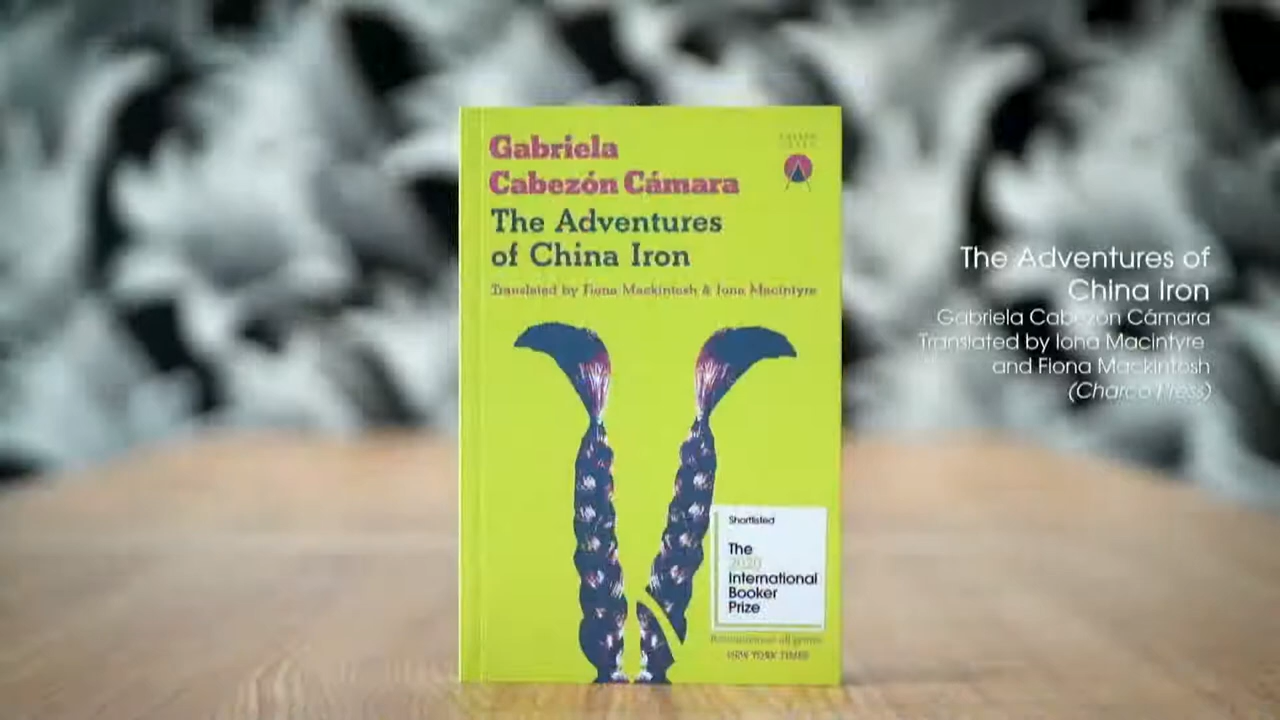 Gabriela
Cabezón Cámara
The Adventures
of China Iron
Translated by Fiona Mackintosh & Iona Macintyre
Shortlisted
The
2020
International
Booker
Prize
NEW YORK TIMES
The Adventures of
China Iron
Gabriela Cabezón Cámara
Translated by Iona Macintyre
and Fiona Mackintosh
(Charco Press)